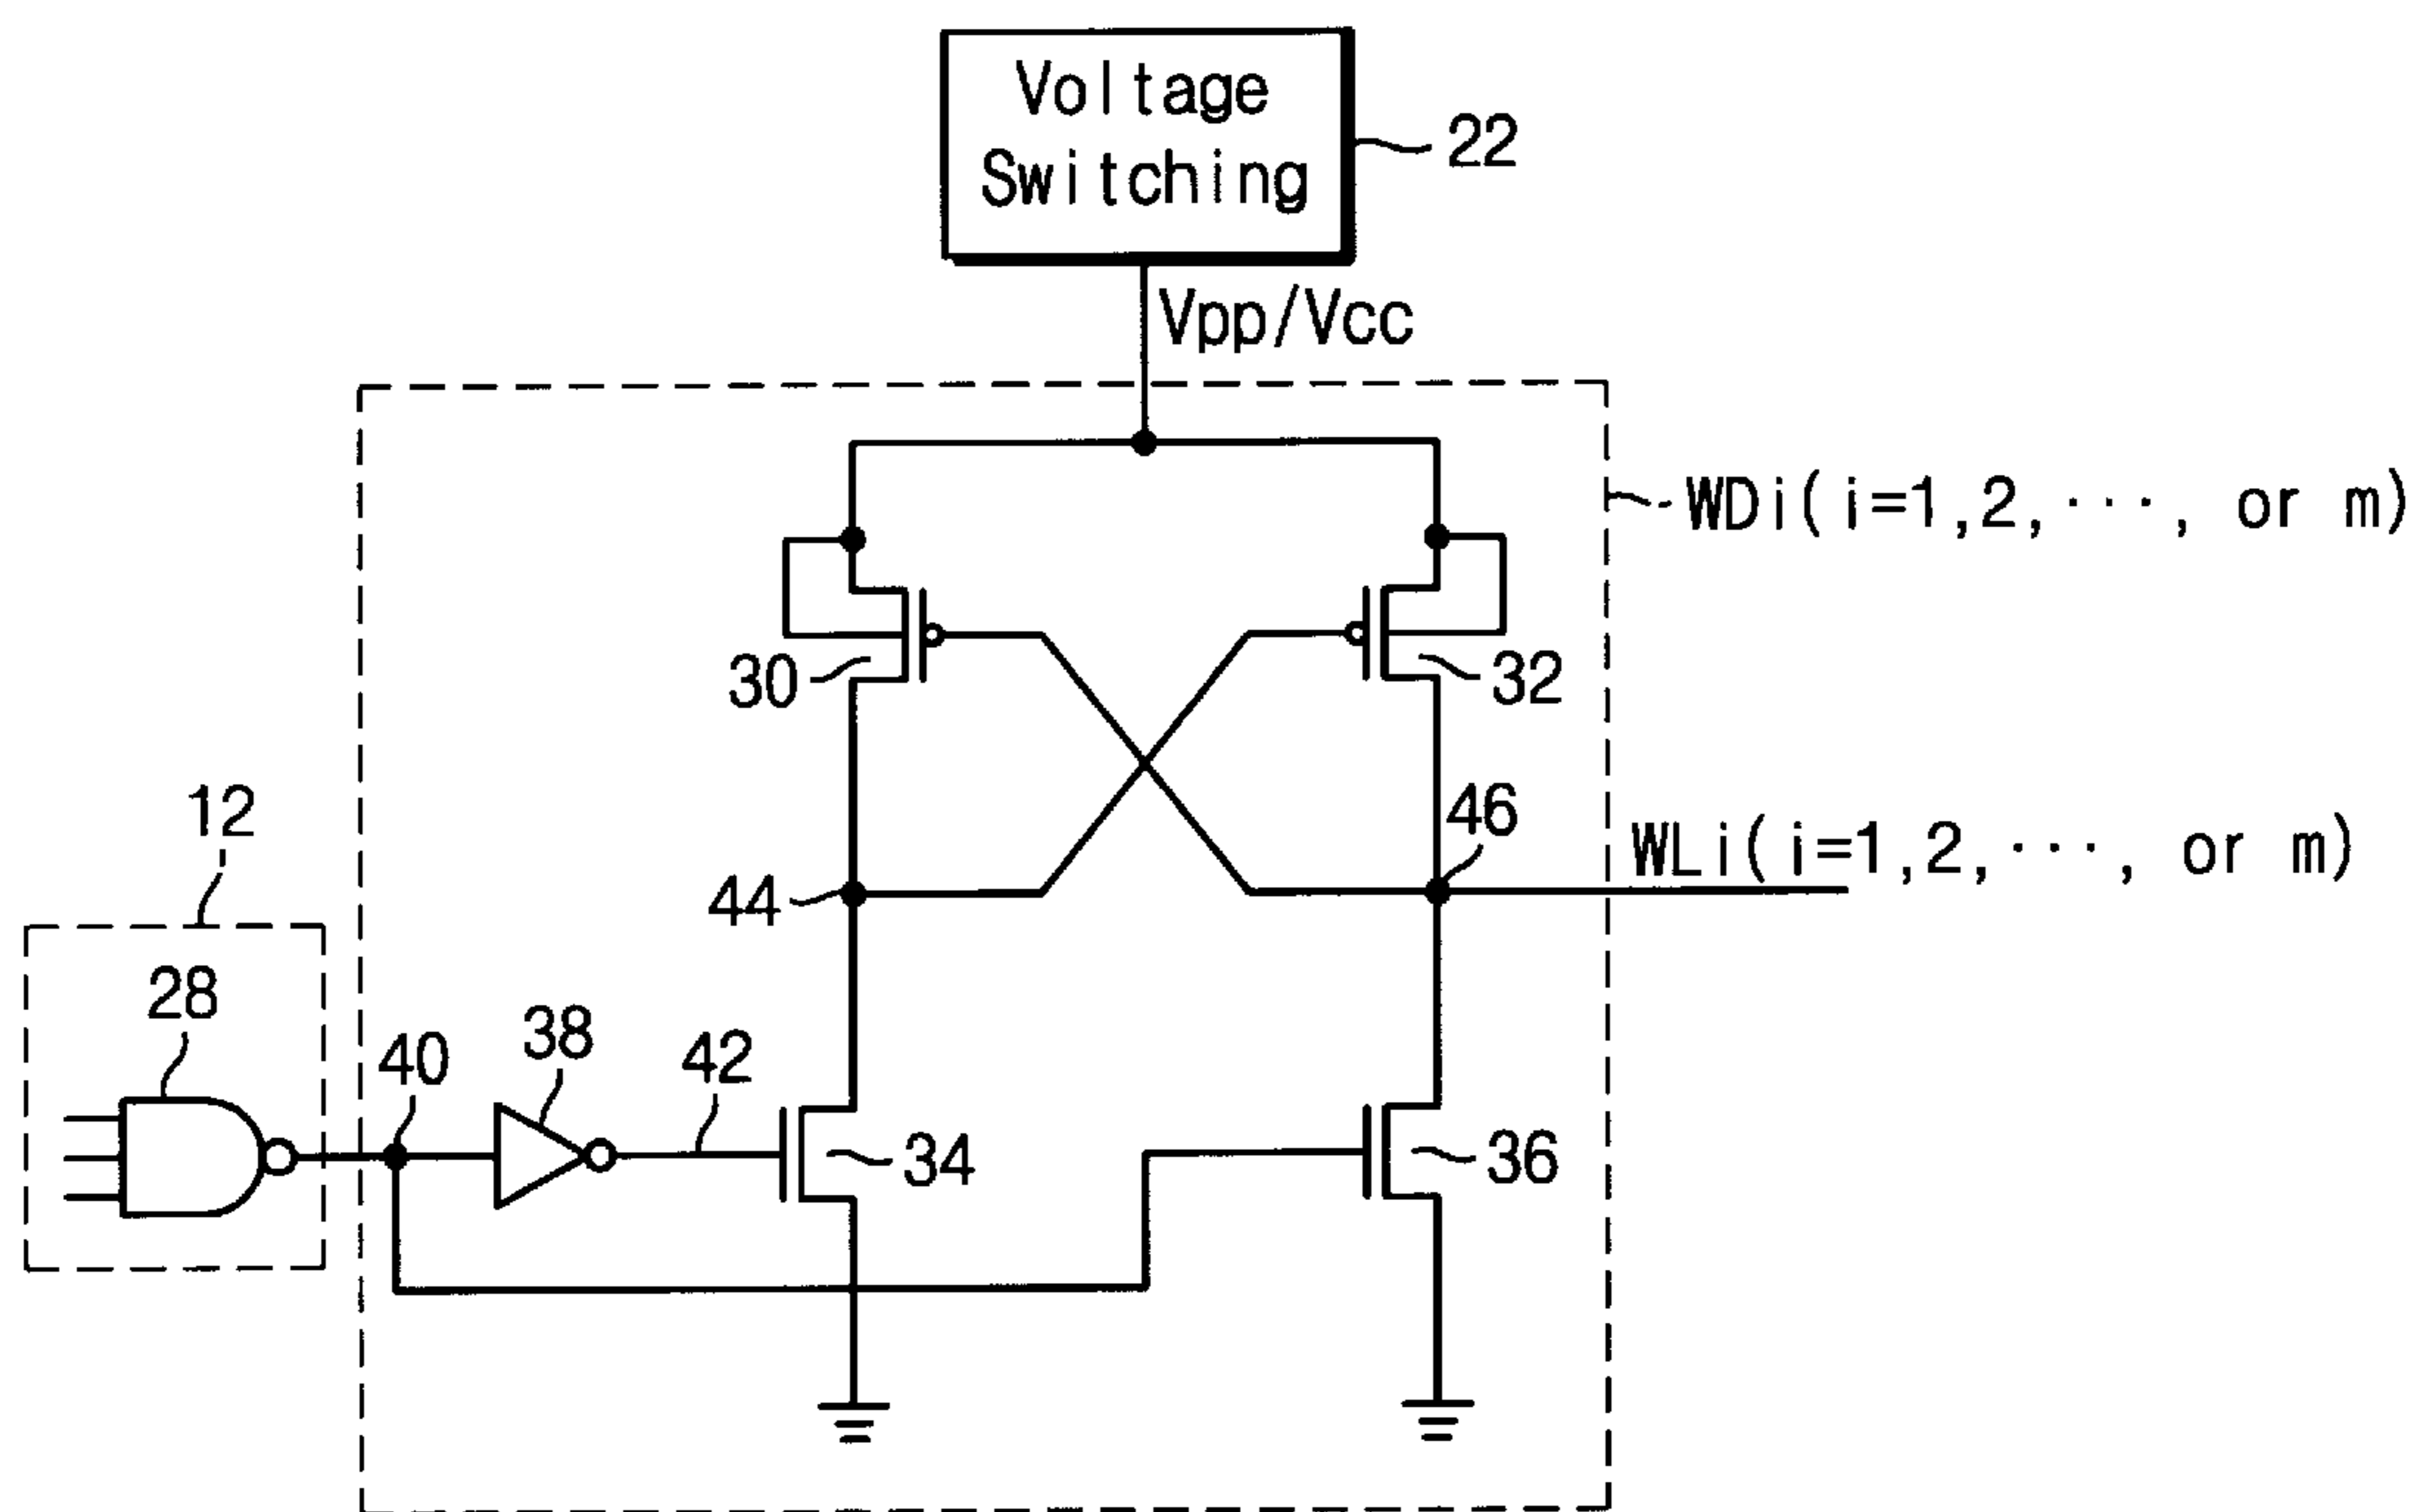 Voltage
Switching
22
Vpp/Vcc
WDi(i=1,2,···, or m)
30
32
12
46
WLi(i=1,2,···, or m)
44
28
40
38
42
34
36